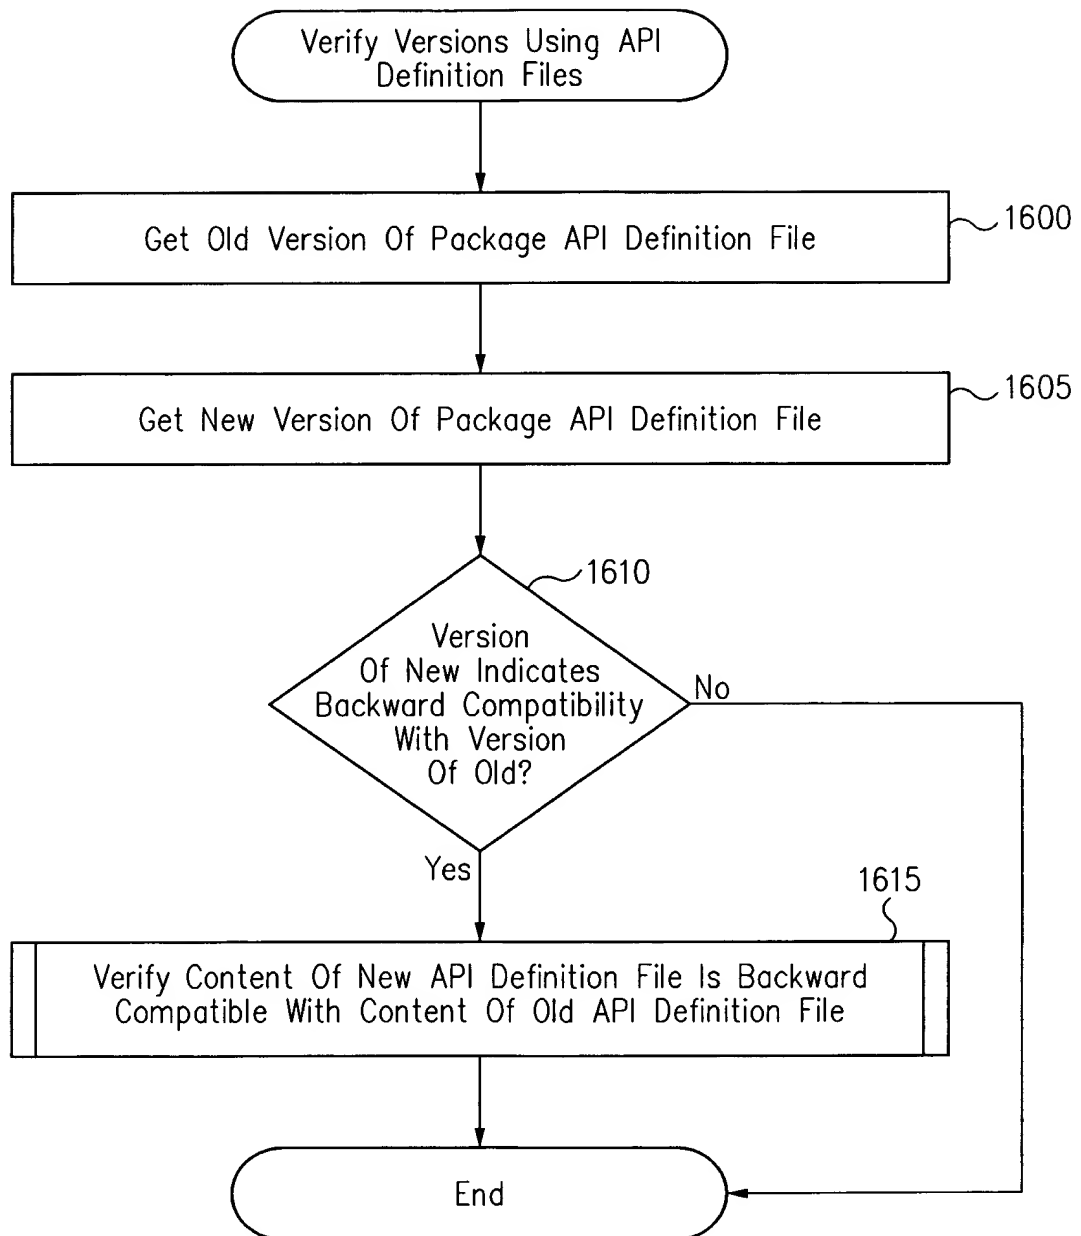 Verify Versions Using API
Definition Files
Get Old Version Of Package API Definition File
1600
Get New Version Of Package API Definition File
1605
1610
Version
Of New Indicates
Backward Compatibility
With Version
Of Old?
No
Yes
1615
Verify Content Of New API Definition File Is Backward
Compatible With Content Of Old API Definition File
End